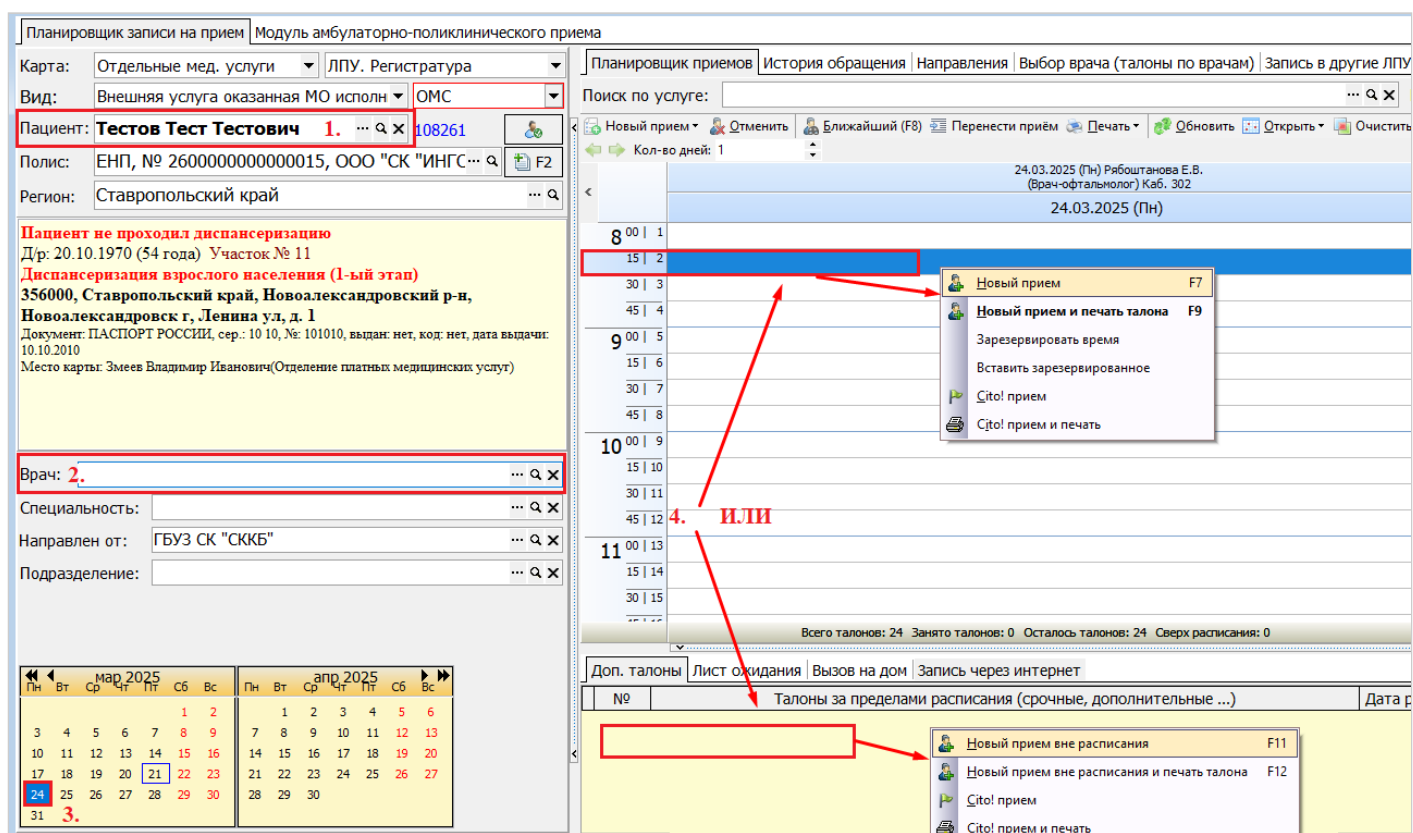 Планировщик записи на прием Модуль амбулаторно-поликлинического приема
Карта: Отдельные мед. услуги ЛПУ. Регистратура
Вид: Внешняя услуга оказанная МО исполн ОМС
Пациент: Тестов Тест Тестович 1. 108261
Полис: ЕНП, № 2600000000000015, ООО "СК "ИНГС F2
Регион: Ставропольский край
Пациент не проходил диспансеризацию
Д/р: 20.10.1970 (54 года) Участок № 11
Диспансеризация взрослого населения (1-ый этап)
356000, Ставропольский край, Новоалександровский р-н,
Новоалександровск г, Ленина ул, д. 1
Документ: ПАСПОРТ РОССИИ, сер.: 10 10, №: 101010, выдан: нет, код: нет, дата выдачи:
10.10.2010
Место карты: Змеев Владимир Иванович(Отделение платных медицинских услуг)
Врач: 2.
Специальность:
Направлен от: ГБУЗ СК "СККБ"
Подразделение:
мар 2025
Пн Вт Ср Чт Пт Сб Вс
1 2
3 4 5 6 7 8 9
10 11 12 13 14 15 16
17 18 19 20 21 22 23
24 25 26 27 28 29 30
31 3.
апр 2025
Пн Вт Ср Чт Пт Сб Вс
1 2 3 4 5 6
7 8 9 10 11 12 13
14 15 16 17 18 19 20
21 22 23 24 25 26 27
28 29 30
Планировщик приемов История обращения Направления Выбор врача (талоны по врачам) Запись в другие ЛПУ
Поиск по услуге:
Новый прием Отменить Ближайший (F8) Перенести приём Печать Обновить Открыть Очистить
Кол-во дней: 1
24.03.2025 (Пн) Рябоштанова Е.В.
(Врач-офтальмолог) Каб. 302
24.03.2025 (Пн)
8 00 | 1
15 | 2
30 | 3
45 | 4
9 00 | 5
15 | 6
30 | 7
45 | 8
10 00 | 9
15 | 10
30 | 11
45 | 12
11 00 | 13
15 | 14
30 | 15
Новый прием F7
Новый прием и печать талона F9
Зарезервировать время
Вставить зарезервированное
Cito! прием
Cito! прием и печать
4. ИЛИ
Всего талонов: 24 Занято талонов: 0 Осталось талонов: 24 Сверх расписания: 0
Доп. талоны Лист ожидания Вызов на дом Запись через интернет
№ Талоны за пределами расписания (срочные, дополнительные ...) Дата р
Новый прием вне расписания F11
Новый прием вне расписания и печать талона F12
Cito! прием
Cito! прием и печать